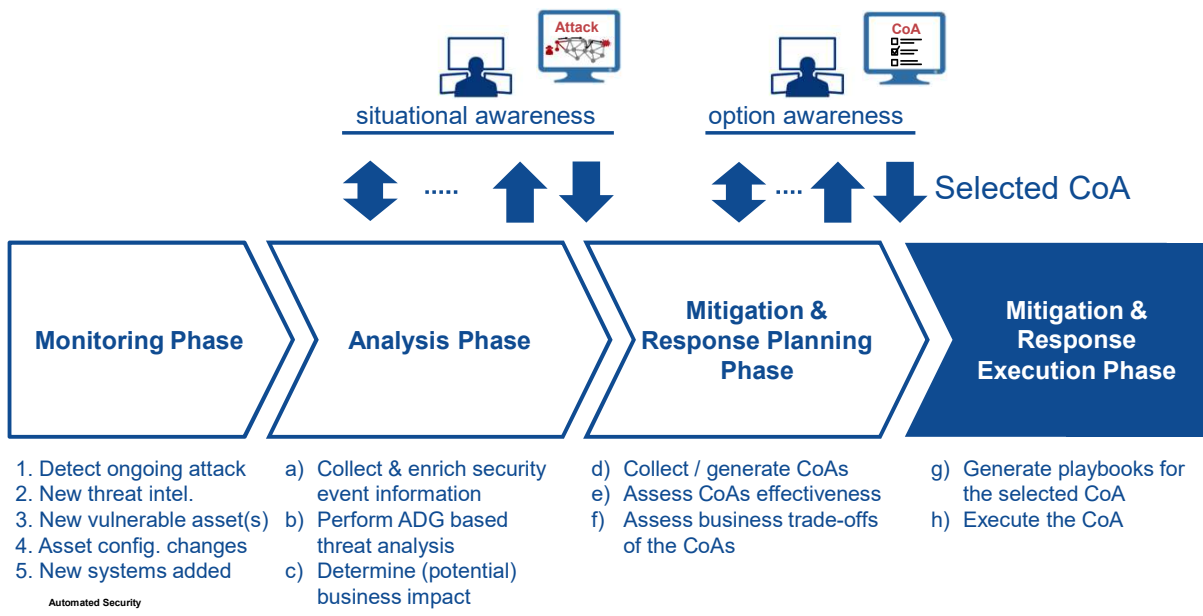 Attack
CoA
situational awareness
option awareness
.....
....
Selected CoA
Monitoring Phase
Analysis Phase
Mitigation &
Response Planning
Phase
Mitigation &
Response
Execution Phase
1. Detect ongoing attack
2. New threat intel.
3. New vulnerable asset(s)
4. Asset config. changes
5. New systems added
a) Collect & enrich security
event information
b) Perform ADG based
threat analysis
c) Determine (potential)
business impact
d) Collect / generate CoAs
e) Assess CoAs effectiveness
f) Assess business trade-offs
of the CoAs
g) Generate playbooks for
the selected CoA
h) Execute the CoA
Automated Security